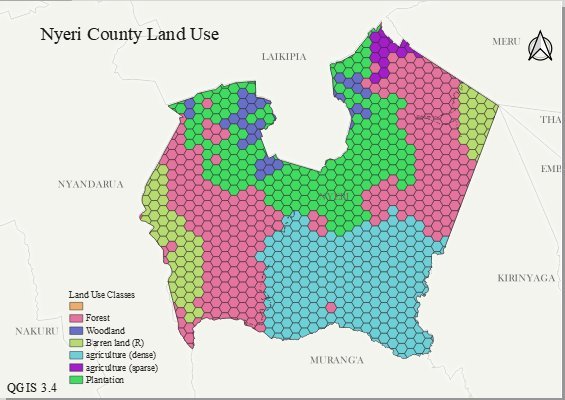 Nyeri County Land Use
MERU
LAIKIPIA
THA
EMB
NYANDARUA
NYERI
KIRINYAGA
Land Use Classes
Forest
Woodland
Barren land (R)
agriculture (dense)
agriculture (sparse)
Plantation
NAKURU
MURANG'A
QGIS 3.4